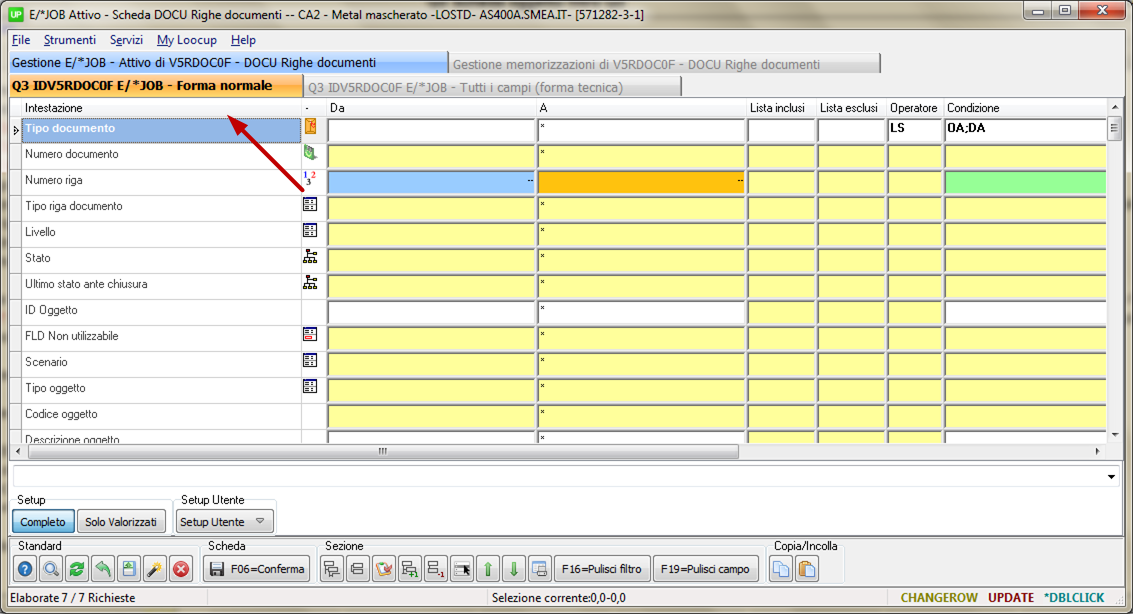 UP E/*JOB Attivo - Scheda DOCU Righe documenti -- CA2 - Metal mascherato -LOSTD- AS400A.SMEA.IT- [571282-3-1]
File Strumenti Servizi My Loocup Help
Gestione E/*JOB - Attivo di V5RDOC0F - DOCU Righe documenti Gestione memorizzazioni di V5RDOC0F - DOCU Righe documenti
Q3 IDV5RDOC0F E/*JOB - Forma normale Q3 IDV5RDOC0F E/*JOB - Tutti i campi (forma tecnica)
Intestazione - Da A Lista inclusi Lista esclusi Operatore Condizione
Tipo documento * LS OA;DA
Numero documento *
Numero riga 1 2 3 .. ..
Tipo riga documento *
Livello *
Stato *
Ultimo stato ante chiusura *
ID Oggetto *
FLD Non utilizzabile *
Scenario *
Tipo oggetto *
Codice oggetto *
Descrizione oggetto *
Setup Setup Utente
Completo Solo Valorizzati Setup Utente
Standard Scheda Sezione Copia/Incolla
? F06=Conferma +1 -1 F16=Pulisci filtro F19=Pulisci campo
Elaborate 7 / 7 Richieste Selezione corrente:0,0-0,0 CHANGEROW UPDATE *DBLCLICK